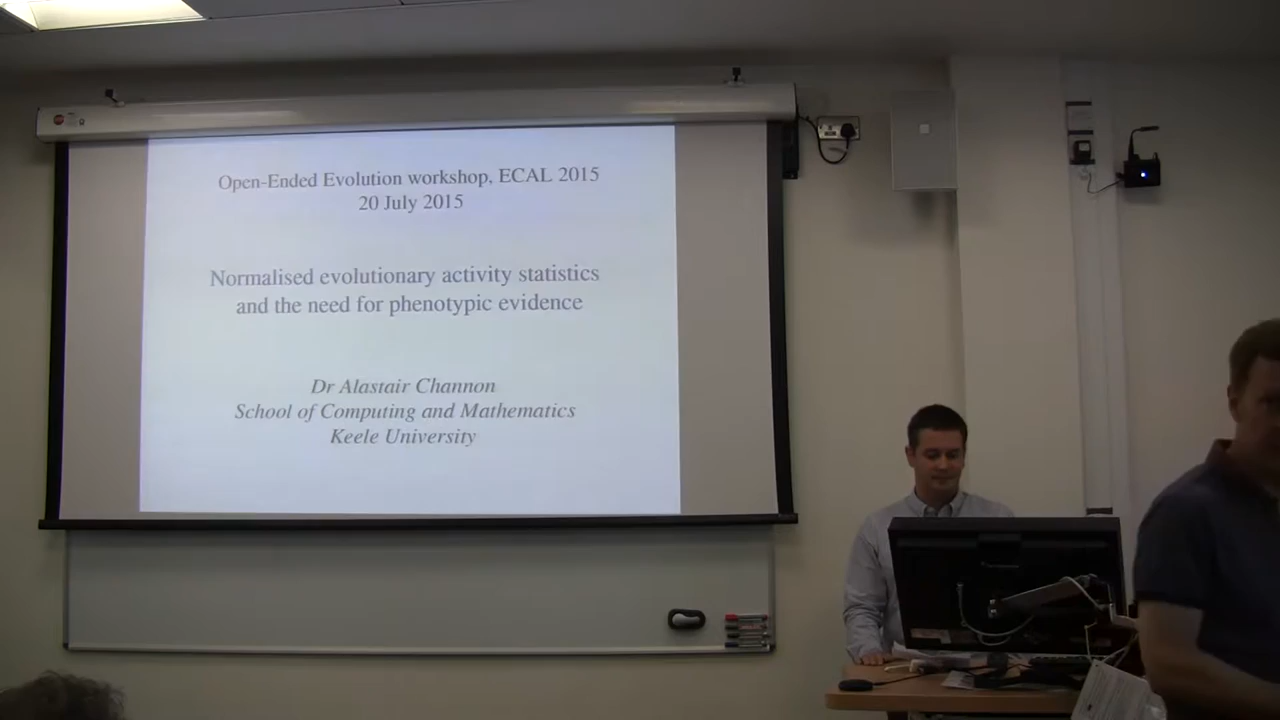 Open-Ended Evolution workshop, ECAL 2015
20 July 2015
Normalised evolutionary activity statistics
and the need for phenotypic evidence
Dr Alastair Channon
School of Computing and Mathematics
Keele University